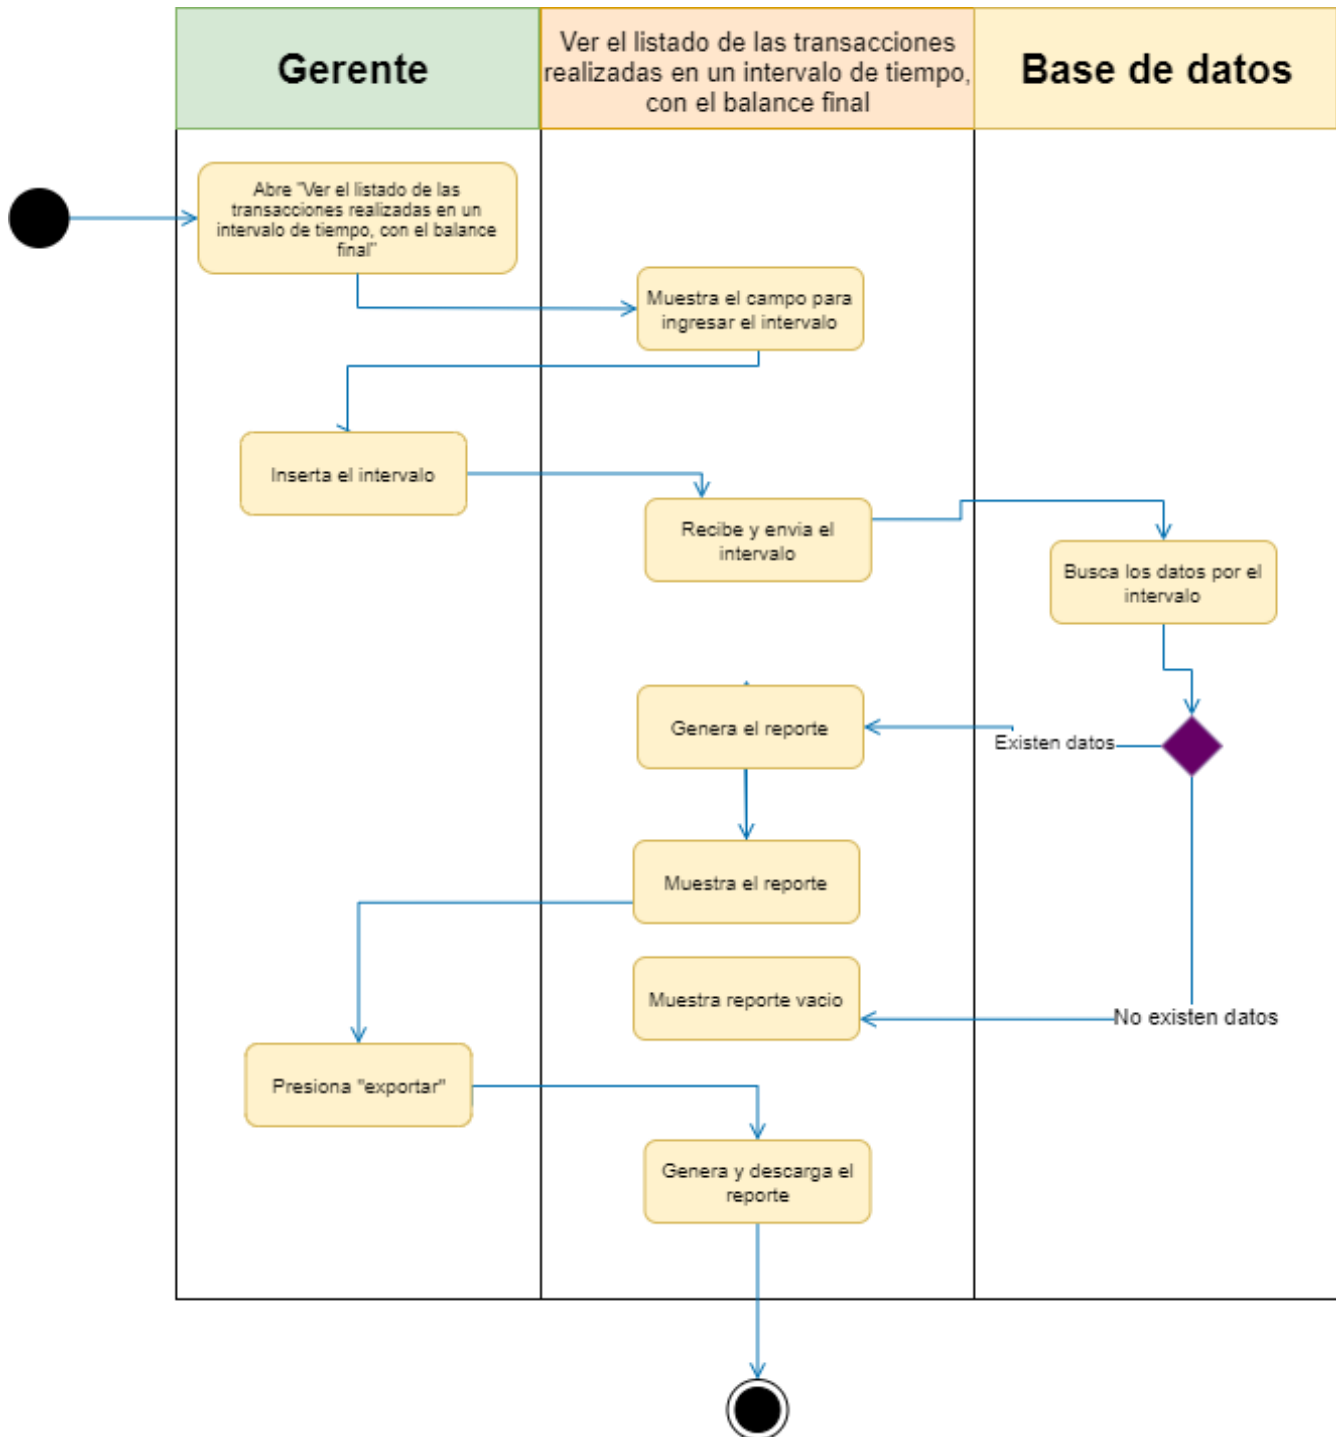 Gerente
Ver el listado de las transacciones
realizadas en un intervalo de tiempo,
con el balance final
Base de datos
Abre "Ver el listado de las
transacciones realizadas en un
intervalo de tiempo, con el balance
final"
Muestra el campo para
ingresar el intervalo
Inserta el intervalo
Recibe y envia el
intervalo
Busca los datos por el
intervalo
Genera el reporte
Existen datos
Muestra el reporte
Muestra reporte vacio
No existen datos
Presiona "exportar"
Genera y descarga el
reporte